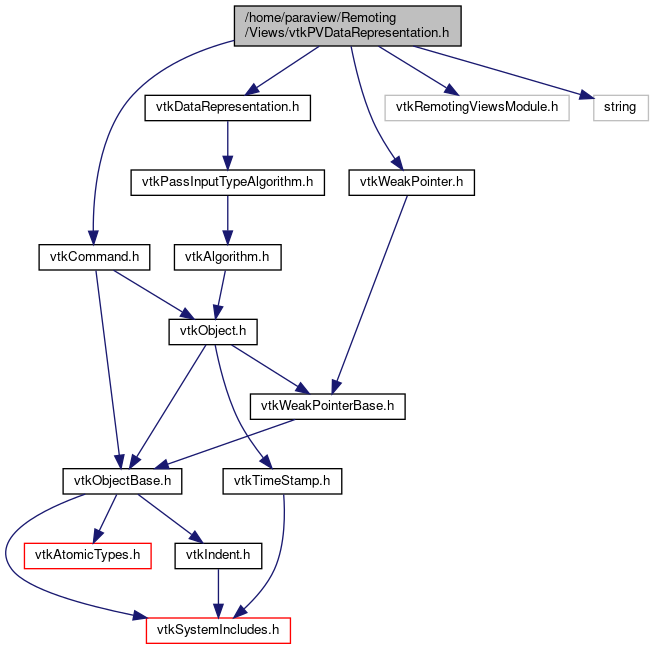 /home/paraview/Remoting
/Views/vtkPVDataRepresentation.h
vtkDataRepresentation.h
vtkRemotingViewsModule.h
string
vtkPassInputTypeAlgorithm.h
vtkWeakPointer.h
vtkCommand.h
vtkAlgorithm.h
vtkObject.h
vtkWeakPointerBase.h
vtkObjectBase.h
vtkTimeStamp.h
vtkAtomicTypes.h
vtkIndent.h
vtkSystemIncludes.h